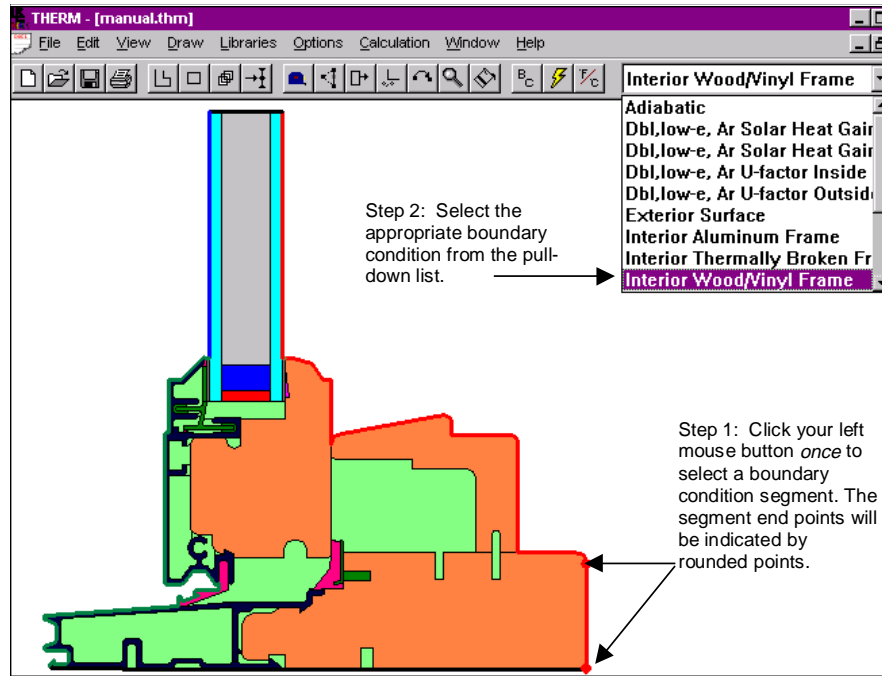 THERM - [manual.thm]
File Edit View Draw Libraries Options Calculation Window Help
BC F/C Interior Wood/Vinyl Frame
Adiabatic
Dbl,low-e, Ar Solar Heat Gair
Dbl,low-e, Ar Solar Heat Gair
Dbl,low-e, Ar U-factor Inside
Dbl,low-e, Ar U-factor Outsid
Exterior Surface
Interior Aluminum Frame
Interior Thermally Broken Fr
Interior Wood/Vinyl Frame
Step 2: Select the
appropriate boundary
condition from the pull-
down list.
Step 1: Click your left
mouse button once to
select a boundary
condition segment. The
segment end points will
be indicated by
rounded points.